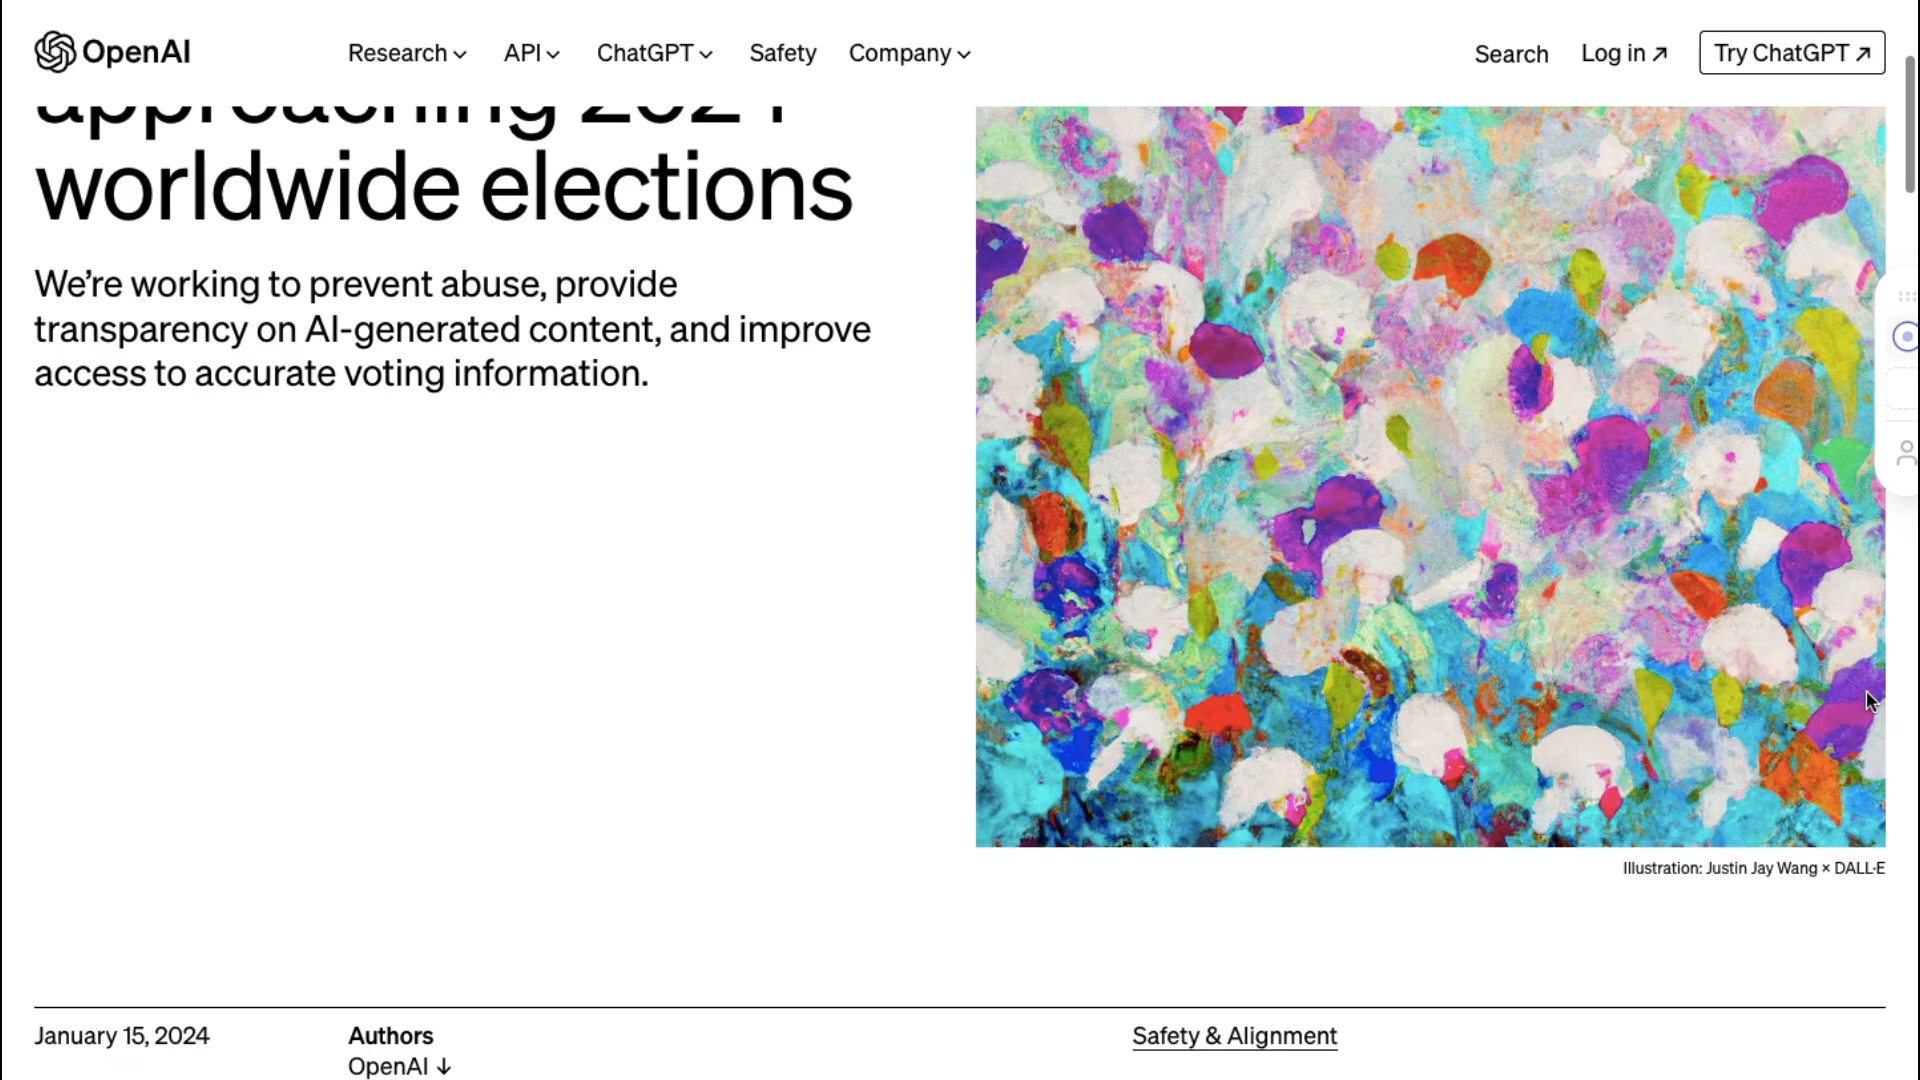 OpenAI
Research API ChatGPT Safety Company
Search Log in ↗ Try ChatGPT ↗
approaching 2024
worldwide elections
We’re working to prevent abuse, provide
transparency on AI-generated content, and improve
access to accurate voting information.
Illustration: Justin Jay Wang × DALL·E
January 15, 2024
Authors
OpenAI ↓
Safety & Alignment